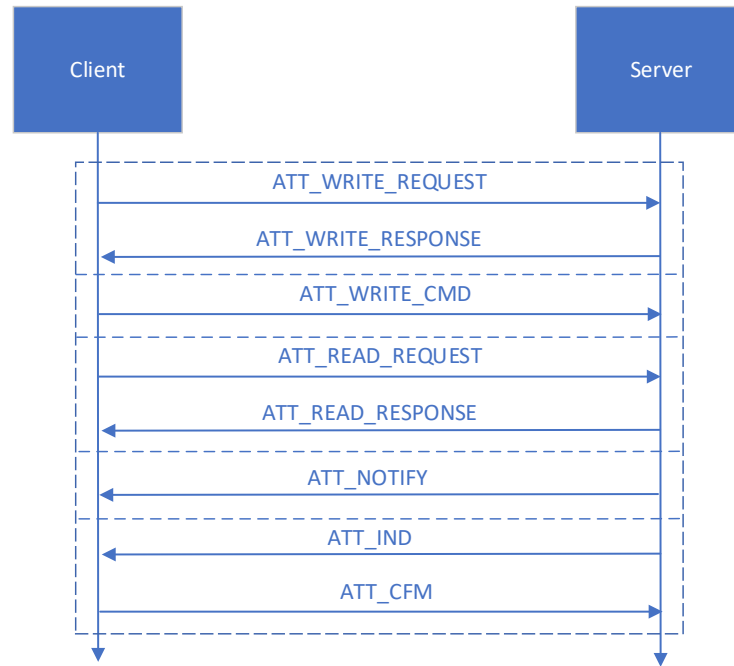 Client
Server
ATT_WRITE_REQUEST
ATT_WRITE_RESPONSE
ATT_WRITE_CMD
ATT_READ_REQUEST
ATT_READ_RESPONSE
ATT_NOTIFY
ATT_IND
ATT_CFM